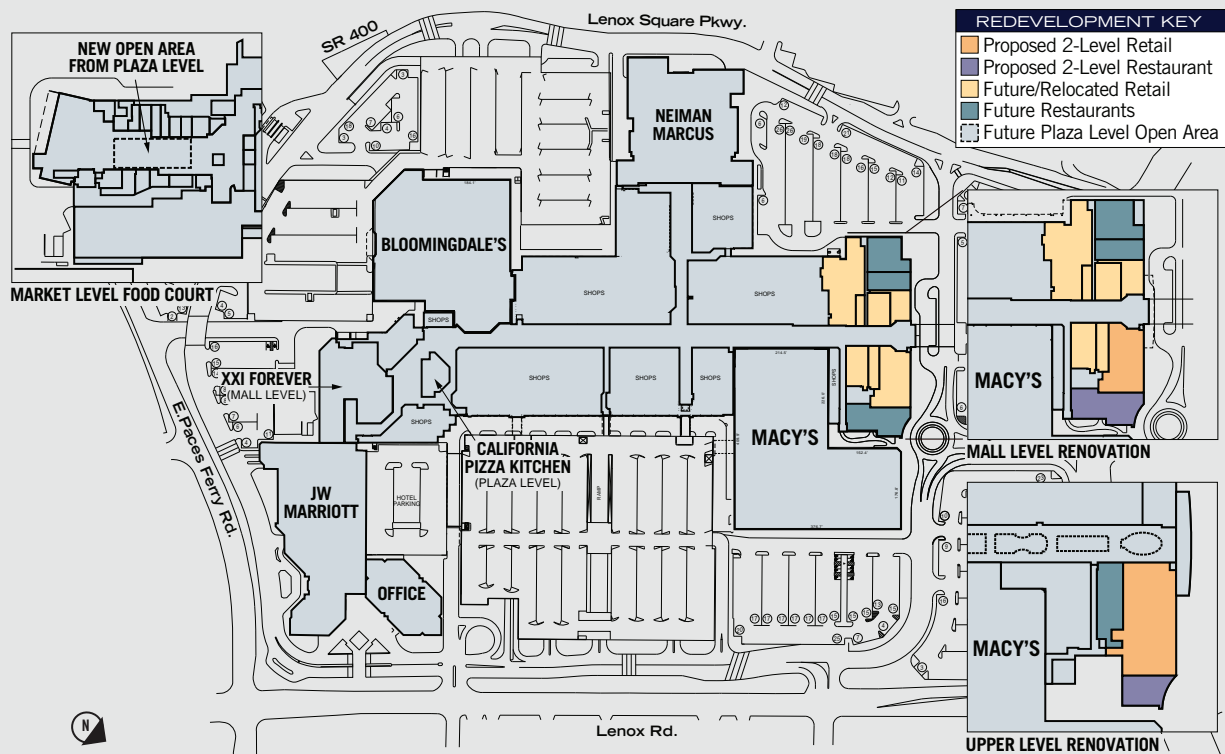 Lenox Square Pkwy.
SR 400
REDEVELOPMENT KEY
Proposed 2-Level Retail
Proposed 2-Level Restaurant
Future/Relocated Retail
Future Restaurants
Future Plaza Level Open Area
NEW OPEN AREA
FROM PLAZA LEVEL
MARKET LEVEL FOOD COURT
NEIMAN
MARCUS
BLOOMINGDALE'S
SHOPS
SHOPS
SHOPS
SHOPS
SHOPS
SHOPS
SHOPS
SHOPS
SHOPS
XXI FOREVER
(MALL LEVEL)
CALIFORNIA
PIZZA KITCHEN
(PLAZA LEVEL)
MACY'S
MACY'S
MALL LEVEL RENOVATION
E.Paces Ferry Rd.
JW
MARRIOTT
HOTEL
PARKING
RAMP
OFFICE
MACY'S
UPPER LEVEL RENOVATION
Lenox Rd.
N